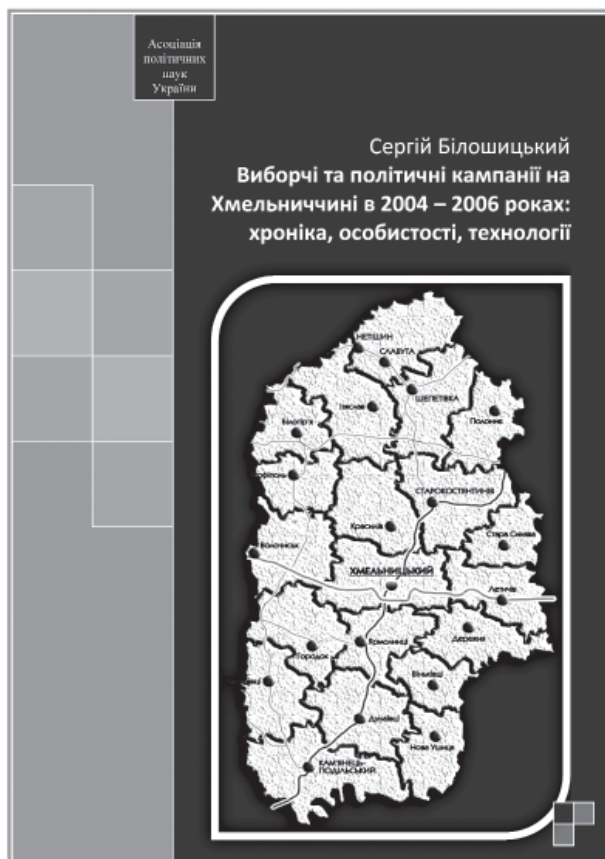 Асоціація
політичних
наук
України
Сергій Білошицький
Виборчі та політичні кампанії на
Хмельниччині в 2004 – 2006 роках:
хроніка, особистості, технології
НЕТІШИН
СЛАВУТА
ШЕПЕТІВКА
Ізяслав
Полонне
Білогір'я
СТАРОКОСТЯНТИНІВ
Красилів
Стара Синява
Волочиськ
ХМЕЛЬНИЦЬКИЙ
Летичів
Деражня
Ярмолинці
Городок
Віньківці
Дунаївці
Нова Ушиця
КАМ'ЯНЕЦЬ-
ПОДІЛЬСЬКИЙ